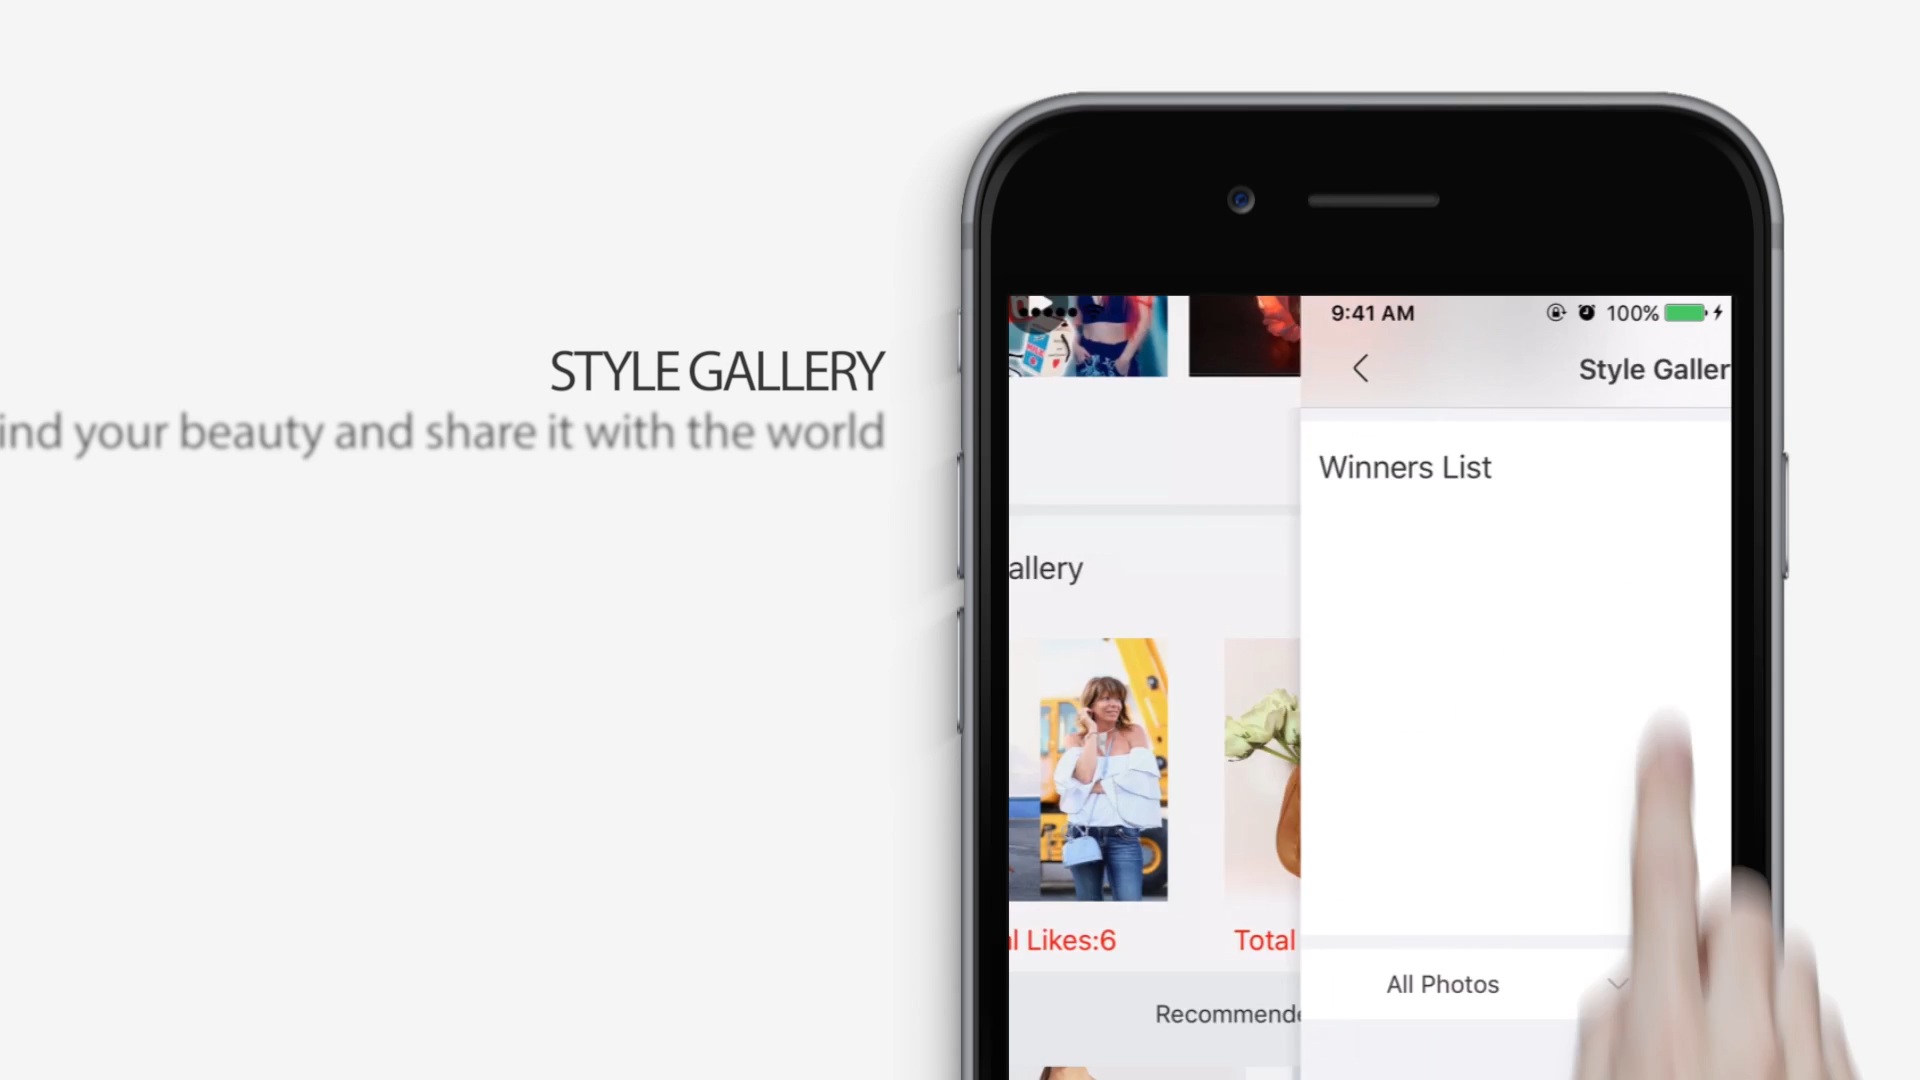 STYLE GALLERY
ind your beauty and share it with the world
9:41 AM
100%
Style Galler
Winners List
allery
l Likes:6
Total
All Photos
Recommende